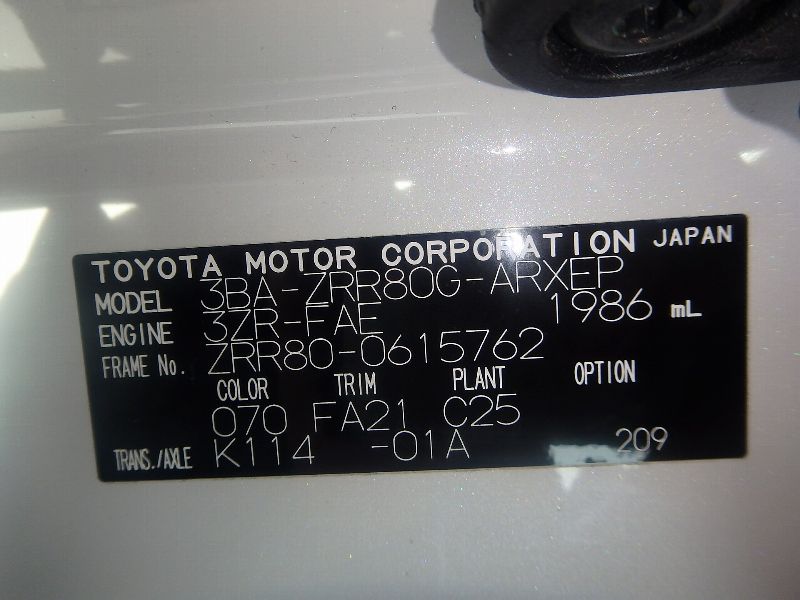 TOYOTA MOTOR CORPORATION JAPAN
MODEL 3BA-ZRR80G-ARXEP
ENGINE 3ZR-FAE 1986 mL
FRAME No. ZRR80-0615762
COLOR TRIM PLANT OPTION
070 FA21 C25
TRANS./AXLE K114 -01A 209